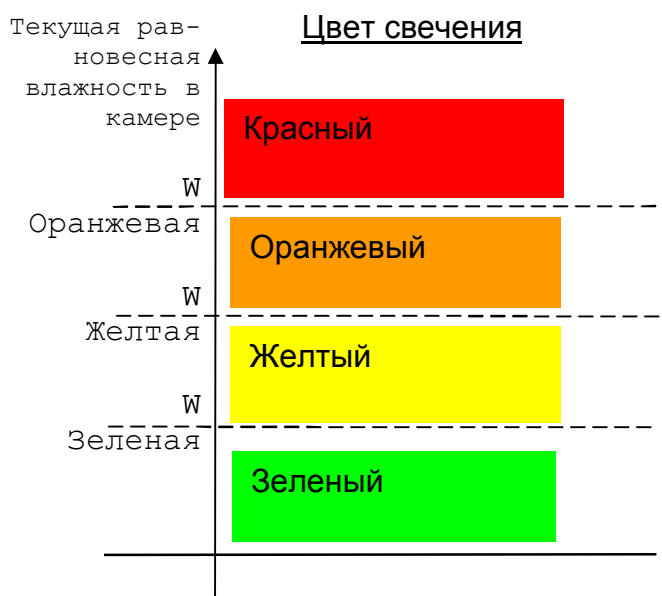 Текущая рав-
новесная
влажность в
камере
Цвет свечения
Красный
W
Оранжевая
Оранжевый
W
Желтая
Желтый
W
Зеленая
Зеленый